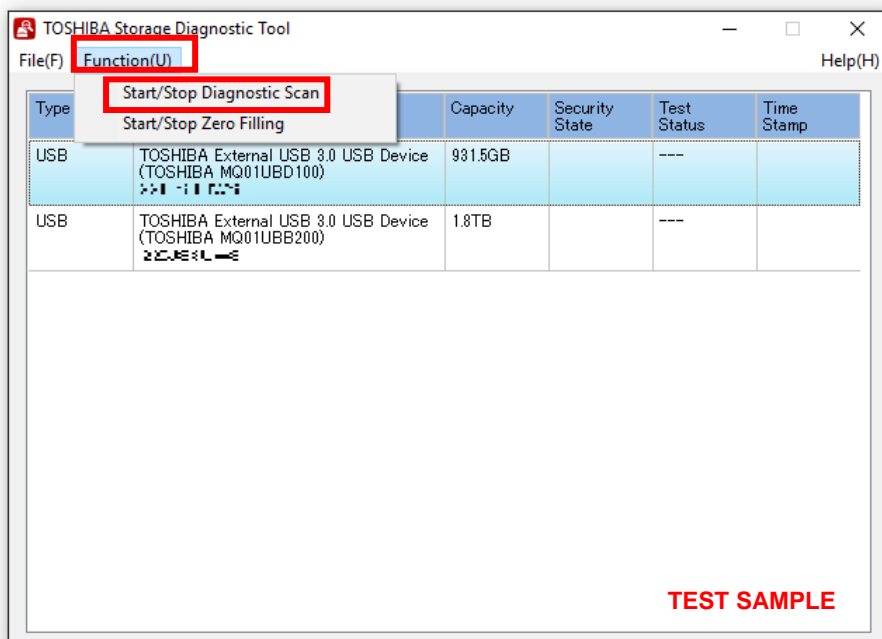 TOSHIBA Storage Diagnostic Tool
File(F) Function(U) Help(H)
Start/Stop Diagnostic Scan
Start/Stop Zero Filling
Type Capacity Security State Test Status Time Stamp
USB TOSHIBA External USB 3.0 USB Device 931.5GB ---
(TOSHIBA MQ01UBD100)
USB TOSHIBA External USB 3.0 USB Device 1.8TB ---
(TOSHIBA MQ01UBB200)
TEST SAMPLE